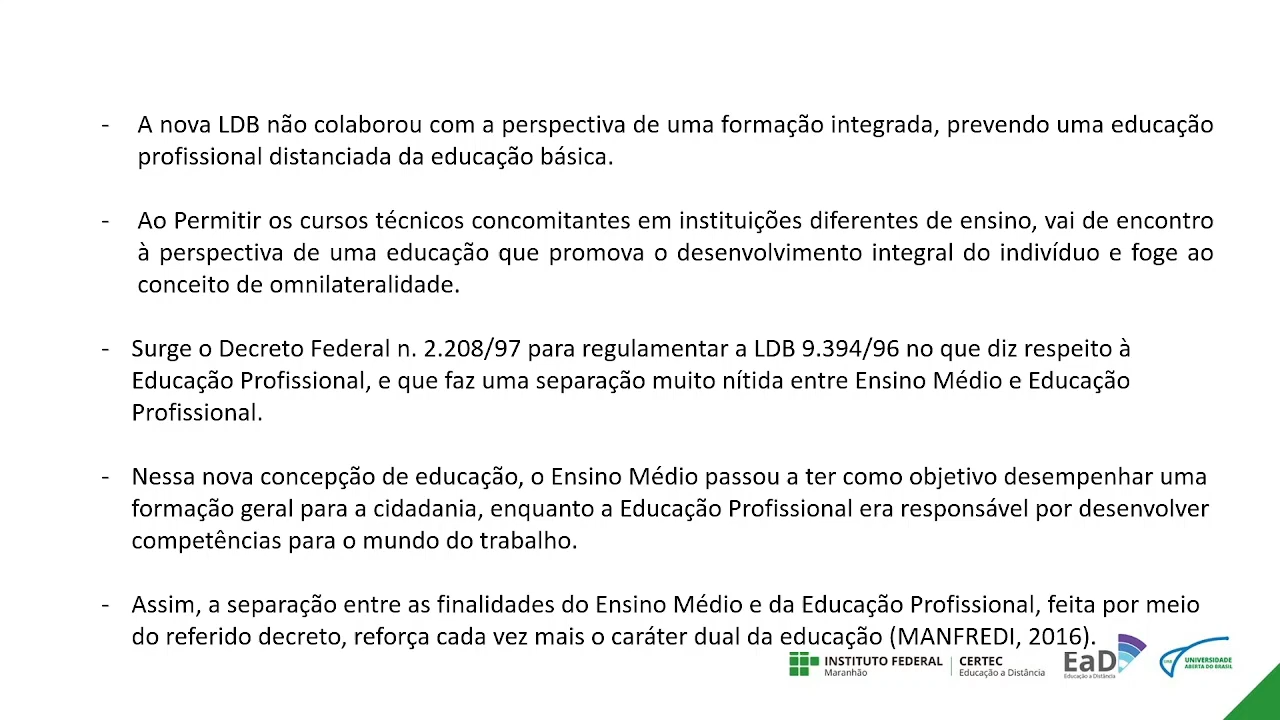 - A nova LDB não colaborou com a perspectiva de uma formação integrada, prevendo uma educação
profissional distanciada da educação básica.
- Ao Permitir os cursos técnicos concomitantes em instituições diferentes de ensino, vai de encontro
à perspectiva de uma educação que promova o desenvolvimento integral do indivíduo e foge ao
conceito de omnilateralidade.
- Surge o Decreto Federal n. 2.208/97 para regulamentar a LDB 9.394/96 no que diz respeito à
Educação Profissional, e que faz uma separação muito nítida entre Ensino Médio e Educação
Profissional.
- Nessa nova concepção de educação, o Ensino Médio passou a ter como objetivo desempenhar uma
formação geral para a cidadania, enquanto a Educação Profissional era responsável por desenvolver
competências para o mundo do trabalho.
- Assim, a separação entre as finalidades do Ensino Médio e da Educação Profissional, feita por meio
do referido decreto, reforça cada vez mais o caráter dual da educação (MANFREDI, 2016).
INSTITUTO FEDERAL
Maranhão
CERTEC
Educação a Distância
EaD
Educação a Distância
UNIVERSIDADE
ABERTA DO BRASIL